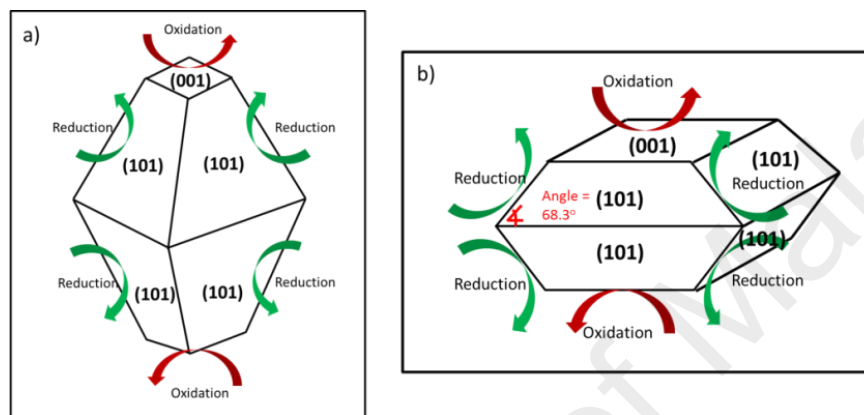 a)
Oxidation
(001)
Reduction
Reduction
(101)
(101)
Reduction
Reduction
(101)
(101)
Oxidation
b)
Oxidation
(001)
(101)
Reduction
Reduction
Angle =
68.3°
(101)
(101)
(101)
Reduction
Reduction
Oxidation